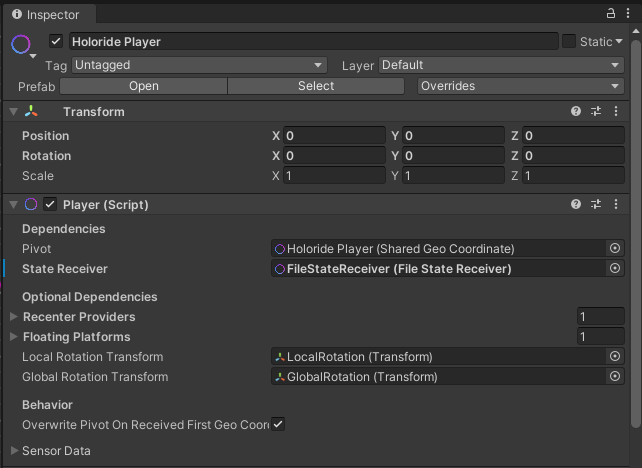 Inspector
Holoride Player Static
Tag Untagged Layer Default
Prefab Open Select Overrides
Transform
Position X 0 Y 0 Z 0
Rotation X 0 Y 0 Z 0
Scale X 1 Y 1 Z 1
Player (Script)
Dependencies
Pivot Holoride Player (Shared Geo Coordinate)
State Receiver FileStateReceiver (File State Receiver)
Optional Dependencies
Recenter Providers 1
Floating Platforms 1
Local Rotation Transform LocalRotation (Transform)
Global Rotation Transform GlobalRotation (Transform)
Behavior
Overwrite Pivot On Received First Geo Coor
Sensor Data